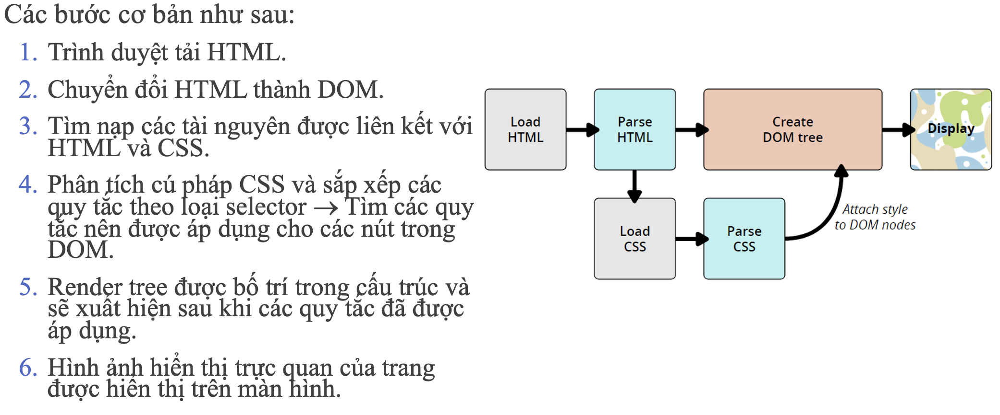 Các bước cơ bản như sau:
1. Trình duyệt tải HTML.
2. Chuyển đổi HTML thành DOM.
3. Tìm nạp các tài nguyên được liên kết với
HTML và CSS.
4. Phân tích cú pháp CSS và sắp xếp các
quy tắc theo loại selector → Tìm các quy
tắc nên được áp dụng cho các nút trong
DOM.
5. Render tree được bố trí trong cấu trúc và
sẽ xuất hiện sau khi các quy tắc đã được
áp dụng.
6. Hình ảnh hiển thị trực quan của trang
được hiển thị trên màn hình.
Load
HTML
Parse
HTML
Create
DOM tree
Display
Load
CSS
Parse
CSS
Attach style
to DOM nodes